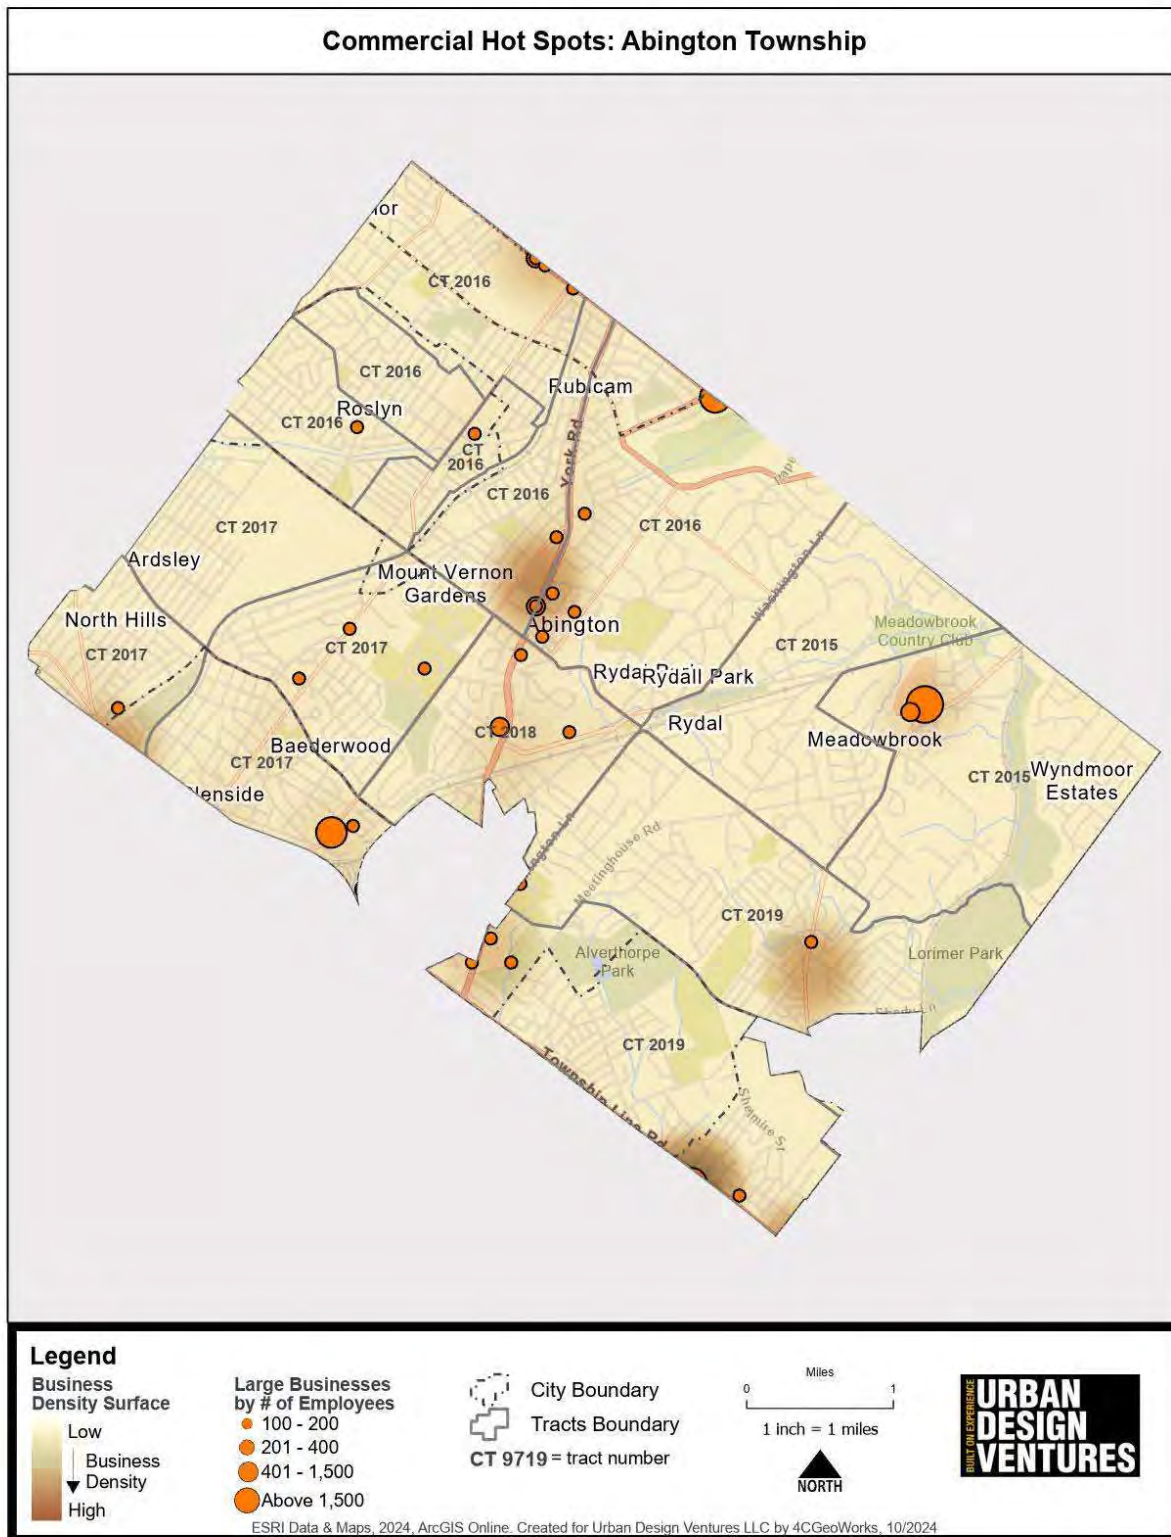 Commercial Hot Spots: Abington Township
CT 2016
CT 2016
Rubicam
Roslyn
CT 2016
York Rd
CT
2016
CT 2016
CT 2016
CT 2017
Ardsley
Mount Vernon
Gardens
Washington Ln
North Hills
Abington
Meadowbrook
Country Club
CT 2017
CT 2017
CT 2015
Rydall Park
Rydal
CT 2018
Meadowbrook
Baederwood
CT 2017
CT 2015
Wyndmoor
Estates
lenside
ngton Ln
Meetinghouse Rd
CT 2019
Alverthorpe
Park
Lorimer Park
CT 2019
Township Line Rd
Legend
Business
Density Surface
Low
Business
Density
High
Large Businesses
by # of Employees
100 - 200
201 - 400
401 - 1,500
Above 1,500
City Boundary
Tracts Boundary
CT 9719 = tract number
Miles
0 1
1 inch = 1 miles
NORTH
BUILT ON EXPERIENCE
URBAN
DESIGN
VENTURES
ESRI Data & Maps, 2024, ArcGIS Online. Created for Urban Design Ventures LLC by 4CGeoWorks, 10/2024